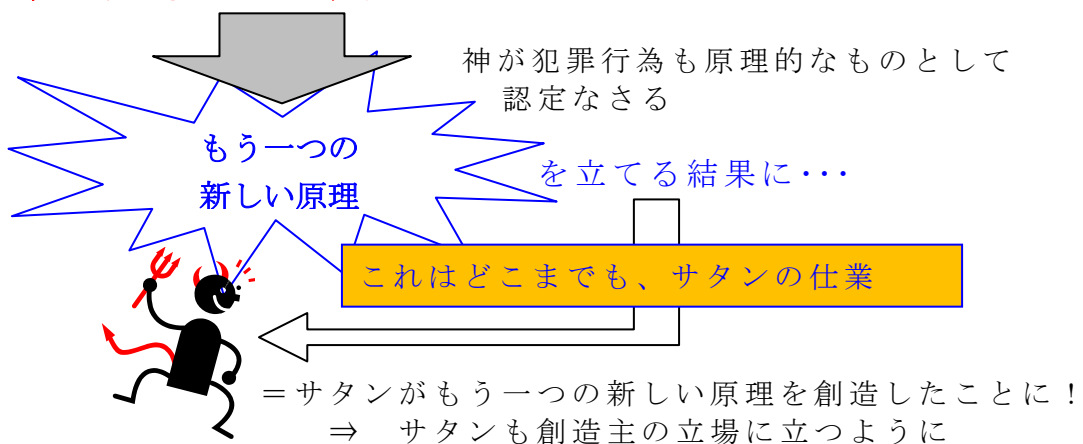 神が犯罪行為も原理的なものとして
認定なさる
もう一つの
新しい原理
を立てる結果に･･･
これはどこまでも、サタンの仕業
＝サタンがもう一つの新しい原理を創造したことに！
⇒　サタンも創造主の立場に立つように